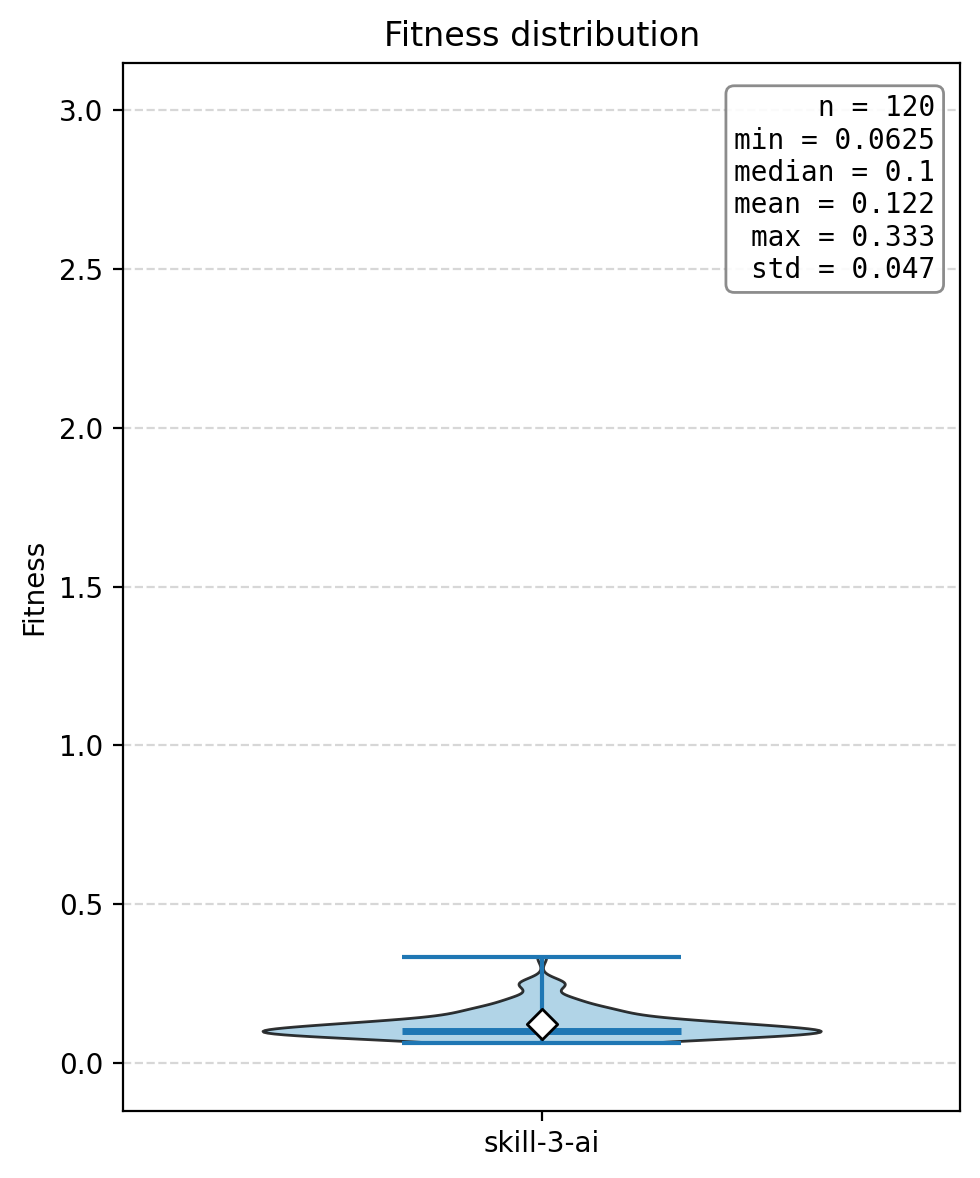 Fitness distribution
3.0
2.5
2.0
1.5
1.0
0.5
0.0
Fitness
n = 120
min = 0.0625
median = 0.1
mean = 0.122
max = 0.333
std = 0.047
skill-3-ai